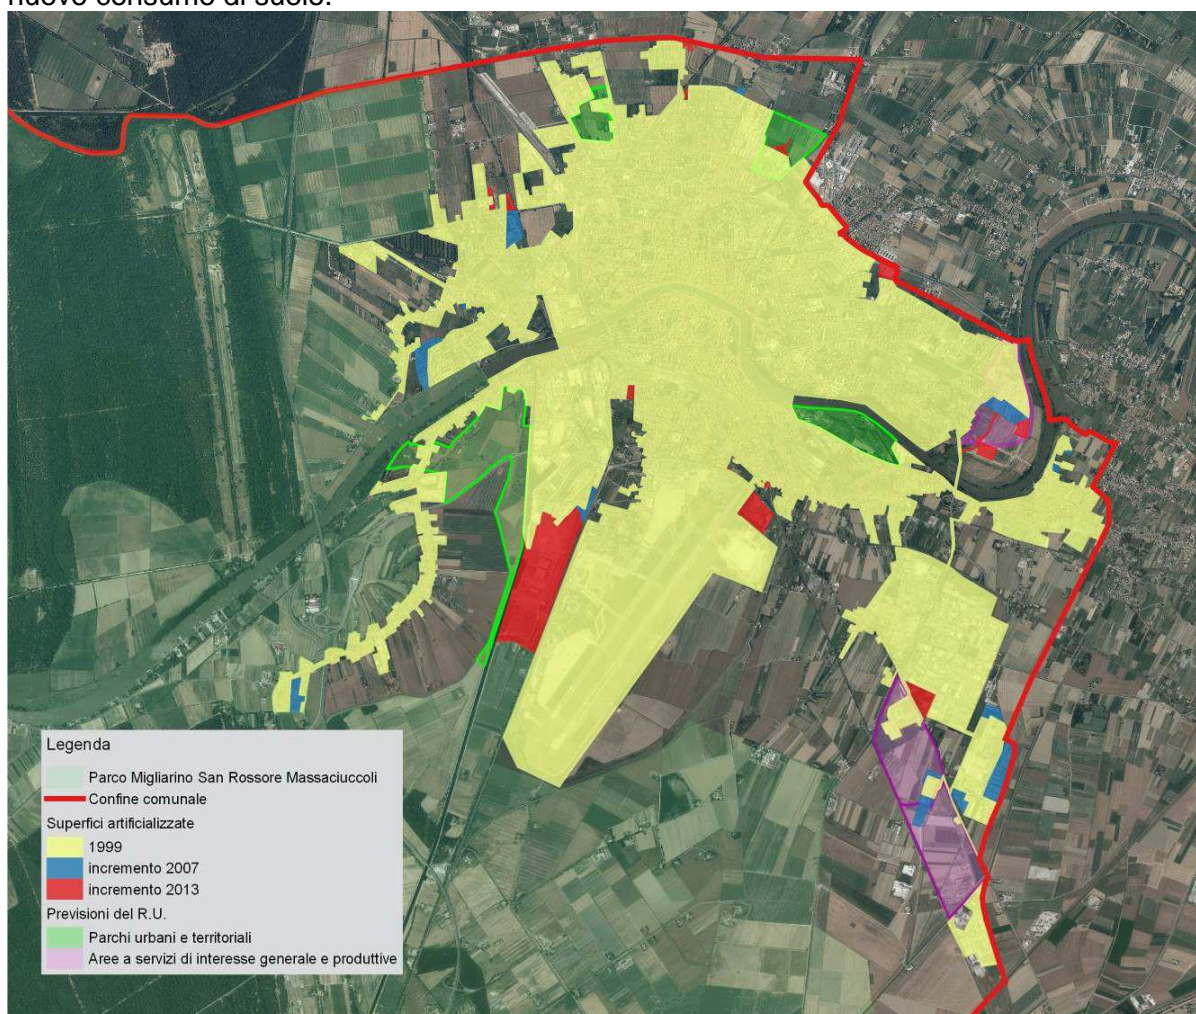 nuovo consumo di suolo.
Legenda
Parco Migliarino San Rossore Massaciuccoli
Confine comunale
Superfici artificializzate
1999
incremento 2007
incremento 2013
Previsioni del R.U.
Parchi urbani e territoriali
Aree a servizi di interesse generale e produttive